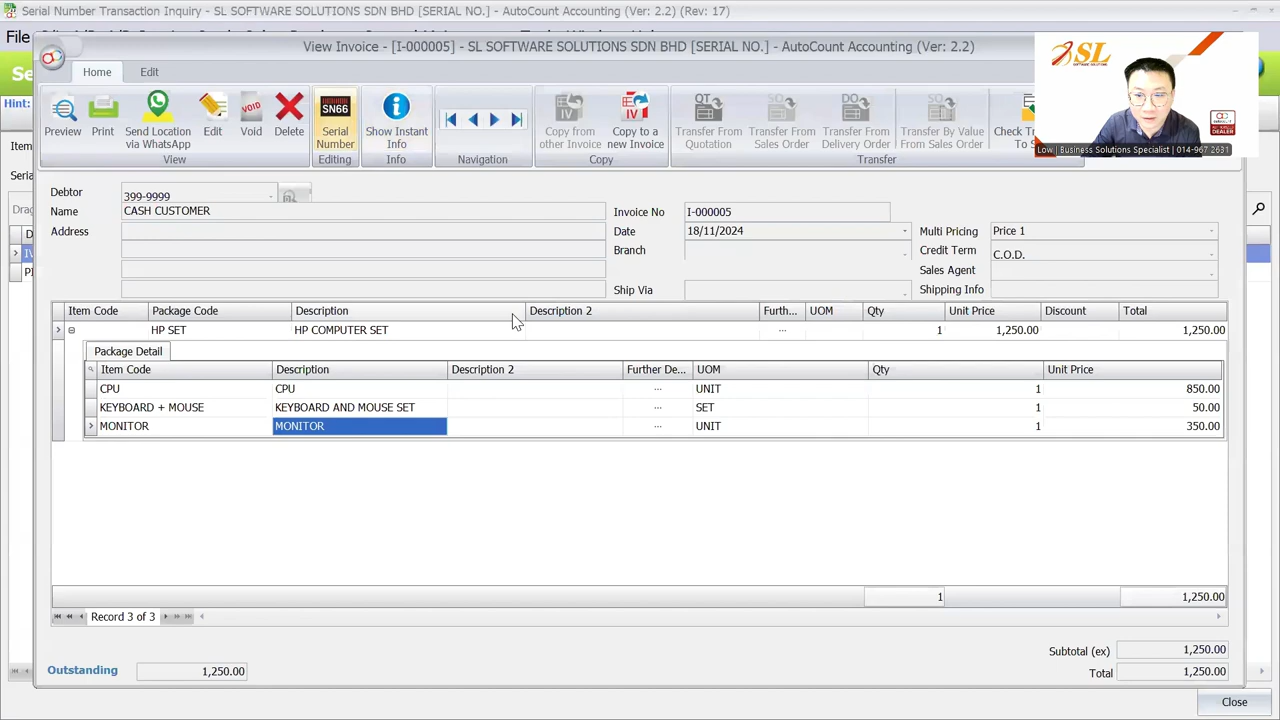 Serial Number Transaction Inquiry - SL SOFTWARE SOLUTIONS SDN BHD [SERIAL NO.] - AutoCount Accounting (Ver: 2.2) (Rev:17)
File
View Invoice - [I-000005] - SL SOFTWARE SOLUTIONS SDN BHD [SERIAL NO.] - AutoCount Accounting (Ver: 2.2)
Home Edit
Preview Print Send Location via WhatsApp Edit Void Delete Serial Number Show Instant Info Copy from other Invoice Copy to a new Invoice Transfer From Quotation Transfer From Sales Order Transfer From Delivery Order Transfer By Value From Sales Order
View Editing Info Navigation Copy Transfer
SL
SOFTWARE SOLUTIONS
Low | Business Solutions Specialist | 014-967 2631
Hint:
Debtor 399-9999
Name CASH CUSTOMER Invoice No I-000005
Address Date 18/11/2024 Multi Pricing Price 1
Branch Credit Term C.O.D.
Sales Agent
Ship Via Shipping Info
Item Code Package Code Description Description 2 Furth... UOM Qty Unit Price Discount Total
HP SET HP COMPUTER SET ... 1 1,250.00 1,250.00
Package Detail
Item Code Description Description 2 Further De... UOM Qty Unit Price
CPU CPU ... UNIT 1 850.00
KEYBOARD + MOUSE KEYBOARD AND MOUSE SET ... SET 1 50.00
MONITOR MONITOR ... UNIT 1 350.00
1 1,250.00
Record 3 of 3
Subtotal (ex) 1,250.00
Outstanding 1,250.00 Total 1,250.00
Close